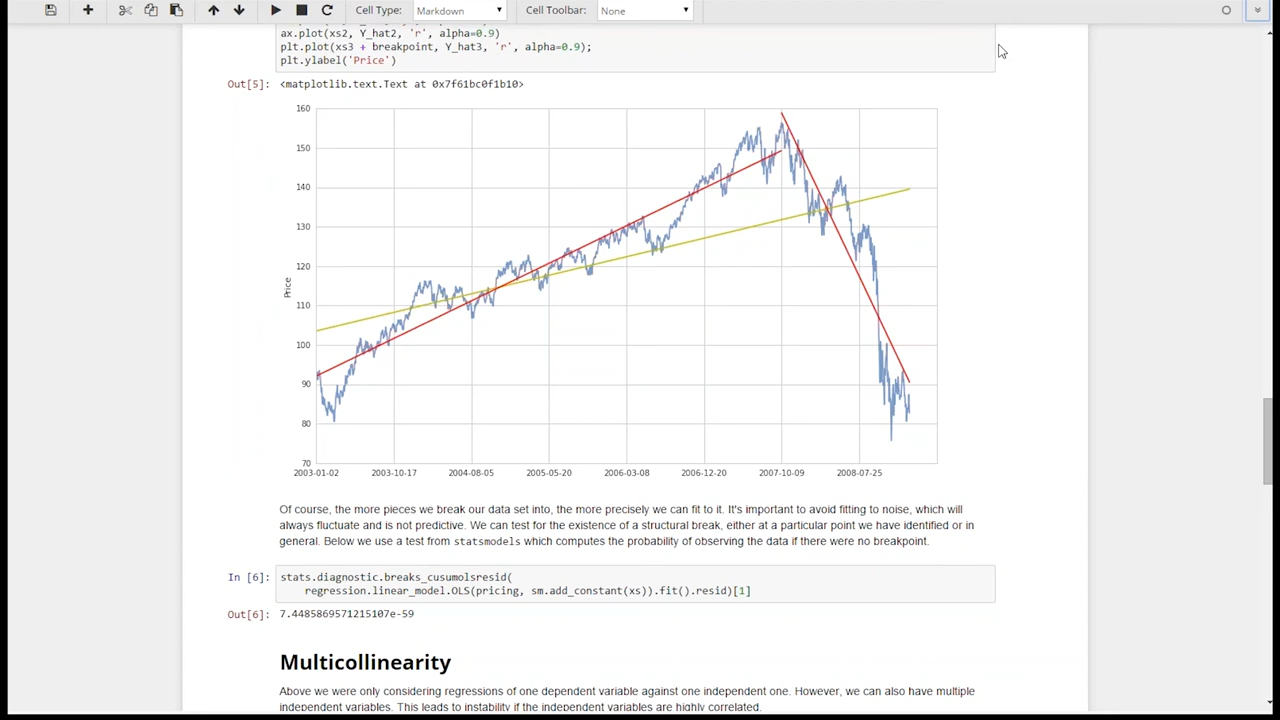 Cell Type: Markdown Cell Toolbar: None
ax.plot(xs2, Y_hat2, 'r', alpha=0.9)
plt.plot(xs3 + breakpoint, Y_hat3, 'r', alpha=0.9);
plt.ylabel('Price')
Out[5]: <matplotlib.text.Text at 0x7f61bc0f1b10>
160
150
140
130
120
110
100
90
80
70
Price
2003-01-02 2003-10-17 2004-08-05 2005-05-20 2006-03-08 2006-12-20 2007-10-09 2008-07-25
Of course, the more pieces we break our data set into, the more precisely we can fit to it. It's important to avoid fitting to noise, which will
always fluctuate and is not predictive. We can test for the existence of a structural break, either at a particular point we have identified or in
general. Below we use a test from statsmodels which computes the probability of observing the data if there were no breakpoint.
In [6]: stats.diagnostic.breaks_cusumolsresid(
regression.linear_model.OLS(pricing, sm.add_constant(xs)).fit().resid)[1]
Out[6]: 7.4485869571215107e-59
Multicollinearity
Above we were only considering regressions of one dependent variable against one independent one. However, we can also have multiple
independent variables. This leads to instability if the independent variables are highly correlated.